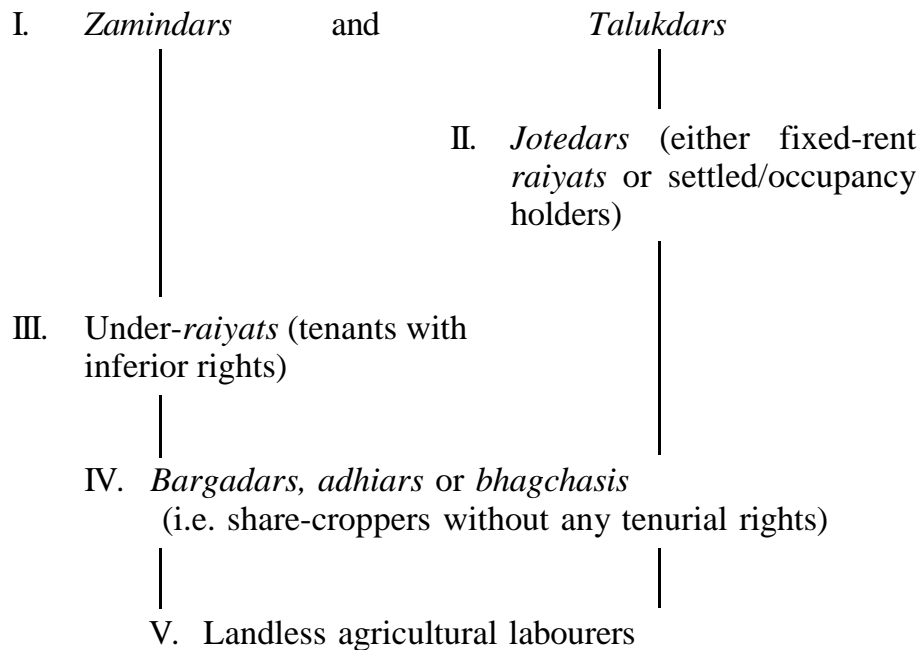 I. Zamindars and Talukdars
II. Jotedars (either fixed-rent
raiyats or settled/occupancy
holders)
III. Under-raiyats (tenants with
inferior rights)
IV. Bargadars, adhiars or bhagchasis
(i.e. share-croppers without any tenurial rights)
V. Landless agricultural labourers